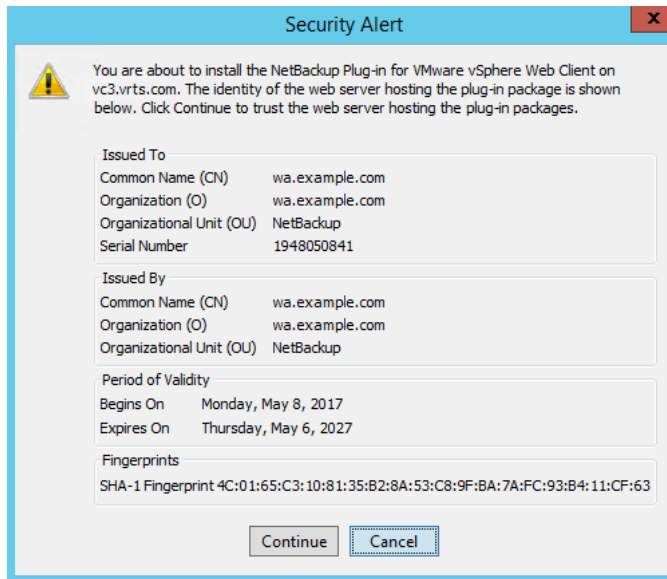 Security Alert
x
You are about to install the NetBackup Plug-in for VMware vSphere Web Client on
vc3.vrts.com. The identity of the web server hosting the plug-in package is shown
below. Click Continue to trust the web server hosting the plug-in packages.
Issued To
Common Name (CN) wa.example.com
Organization (O) wa.example.com
Organizational Unit (OU) NetBackup
Serial Number 1948050841
Issued By
Common Name (CN) wa.example.com
Organization (O) wa.example.com
Organizational Unit (OU) NetBackup
Period of Validity
Begins On Monday, May 8, 2017
Expires On Thursday, May 6, 2027
Fingerprints
SHA-1 Fingerprint 4C:01:65:C3:10:81:35:B2:8A:53:C8:9F:BA:7A:FC:93:B4:11:CF:63
Continue Cancel